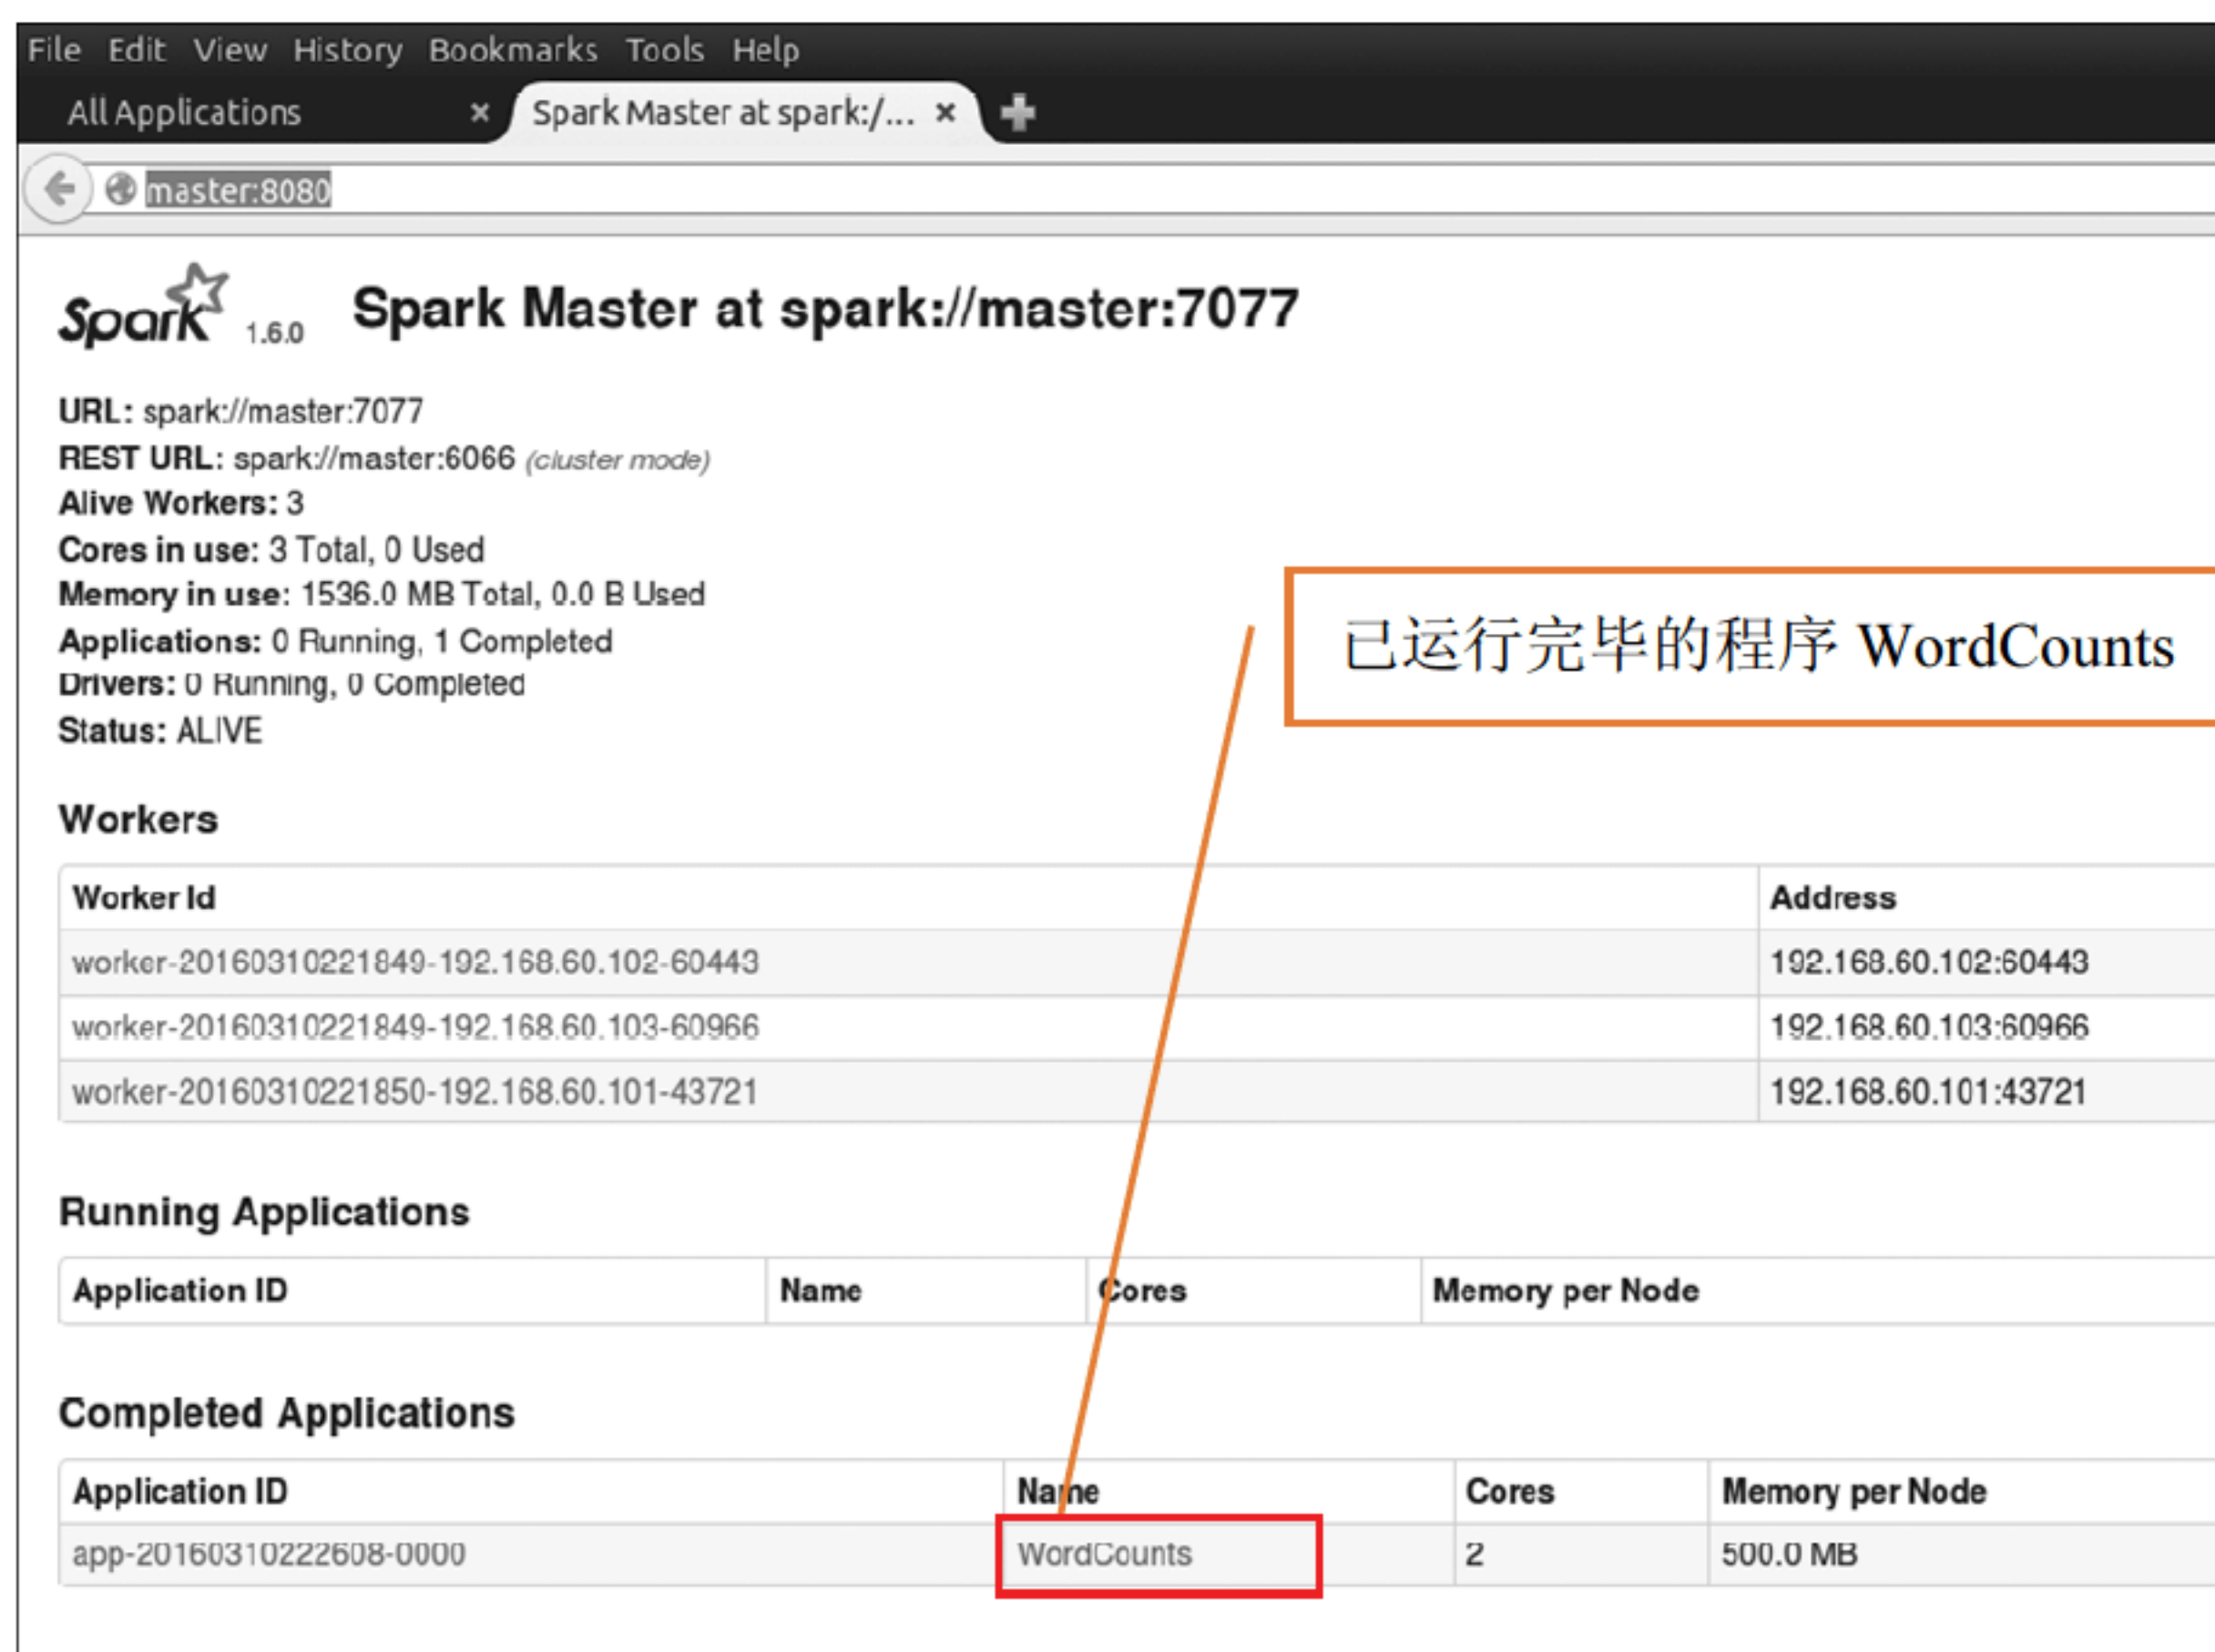 File Edit View History Bookmarks Tools Help
All Applications × Spark Master at spark:/... ×
master:8080
Spark 1.6.0 Spark Master at spark://master:7077
URL: spark://master:7077
REST URL: spark://master:6066 (cluster mode)
Alive Workers: 3
Cores in use: 3 Total, 0 Used
Memory in use: 1536.0 MB Total, 0.0 B Used
Applications: 0 Running, 1 Completed
Drivers: 0 Running, 0 Completed
Status: ALIVE
已运行完毕的程序 WordCounts
Workers
Worker Id Address
worker-20160310221849-192.168.60.102-60443 192.168.60.102:60443
worker-20160310221849-192.168.60.103-60966 192.168.60.103:60966
worker-20160310221850-192.168.60.101-43721 192.168.60.101:43721
Running Applications
Application ID Name Cores Memory per Node
Completed Applications
Application ID Name Cores Memory per Node
app-20160310222608-0000 WordCounts 2 500.0 MB